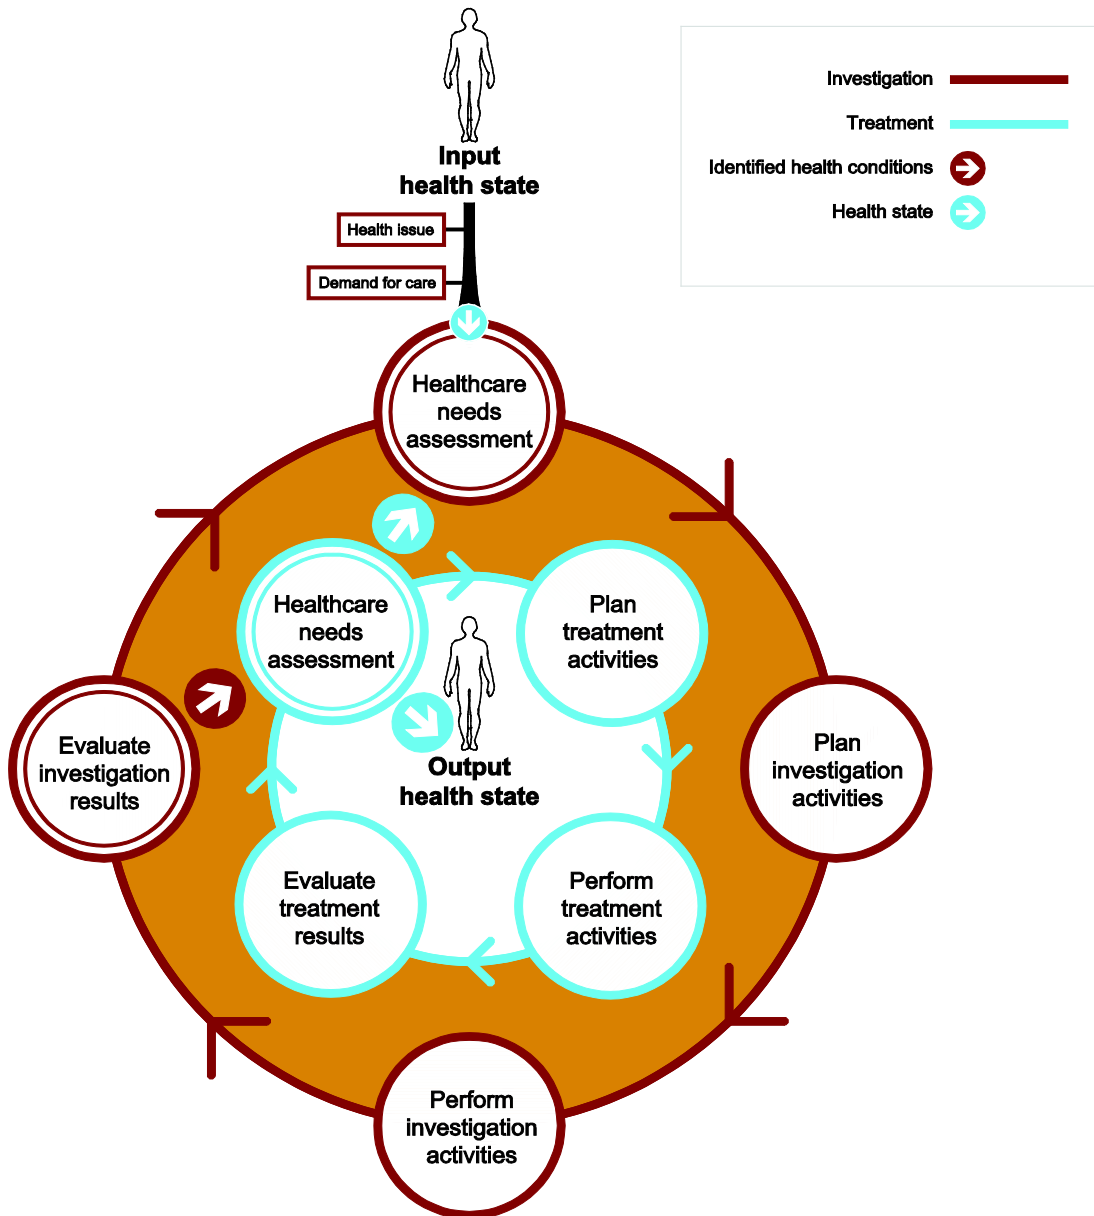 Investigation
Treatment
Identified health conditions
Health state
Input
health state
Health issue
Demand for care
Healthcare
needs
assessment
Healthcare
needs
assessment
Plan
treatment
activities
Evaluate
investigation
results
Output
health state
Plan
investigation
activities
Evaluate
treatment
results
Perform
treatment
activities
Perform
investigation
activities